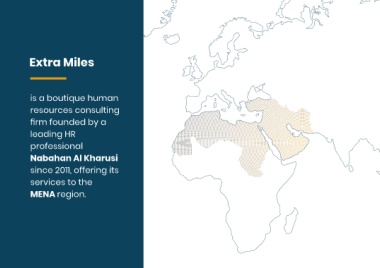 Extra Miles
is a boutique human
resources consulting
firm founded by a
leading HR
professional
Nabahan Al Kharusi
since 2011, offering its
services to the
MENA region.